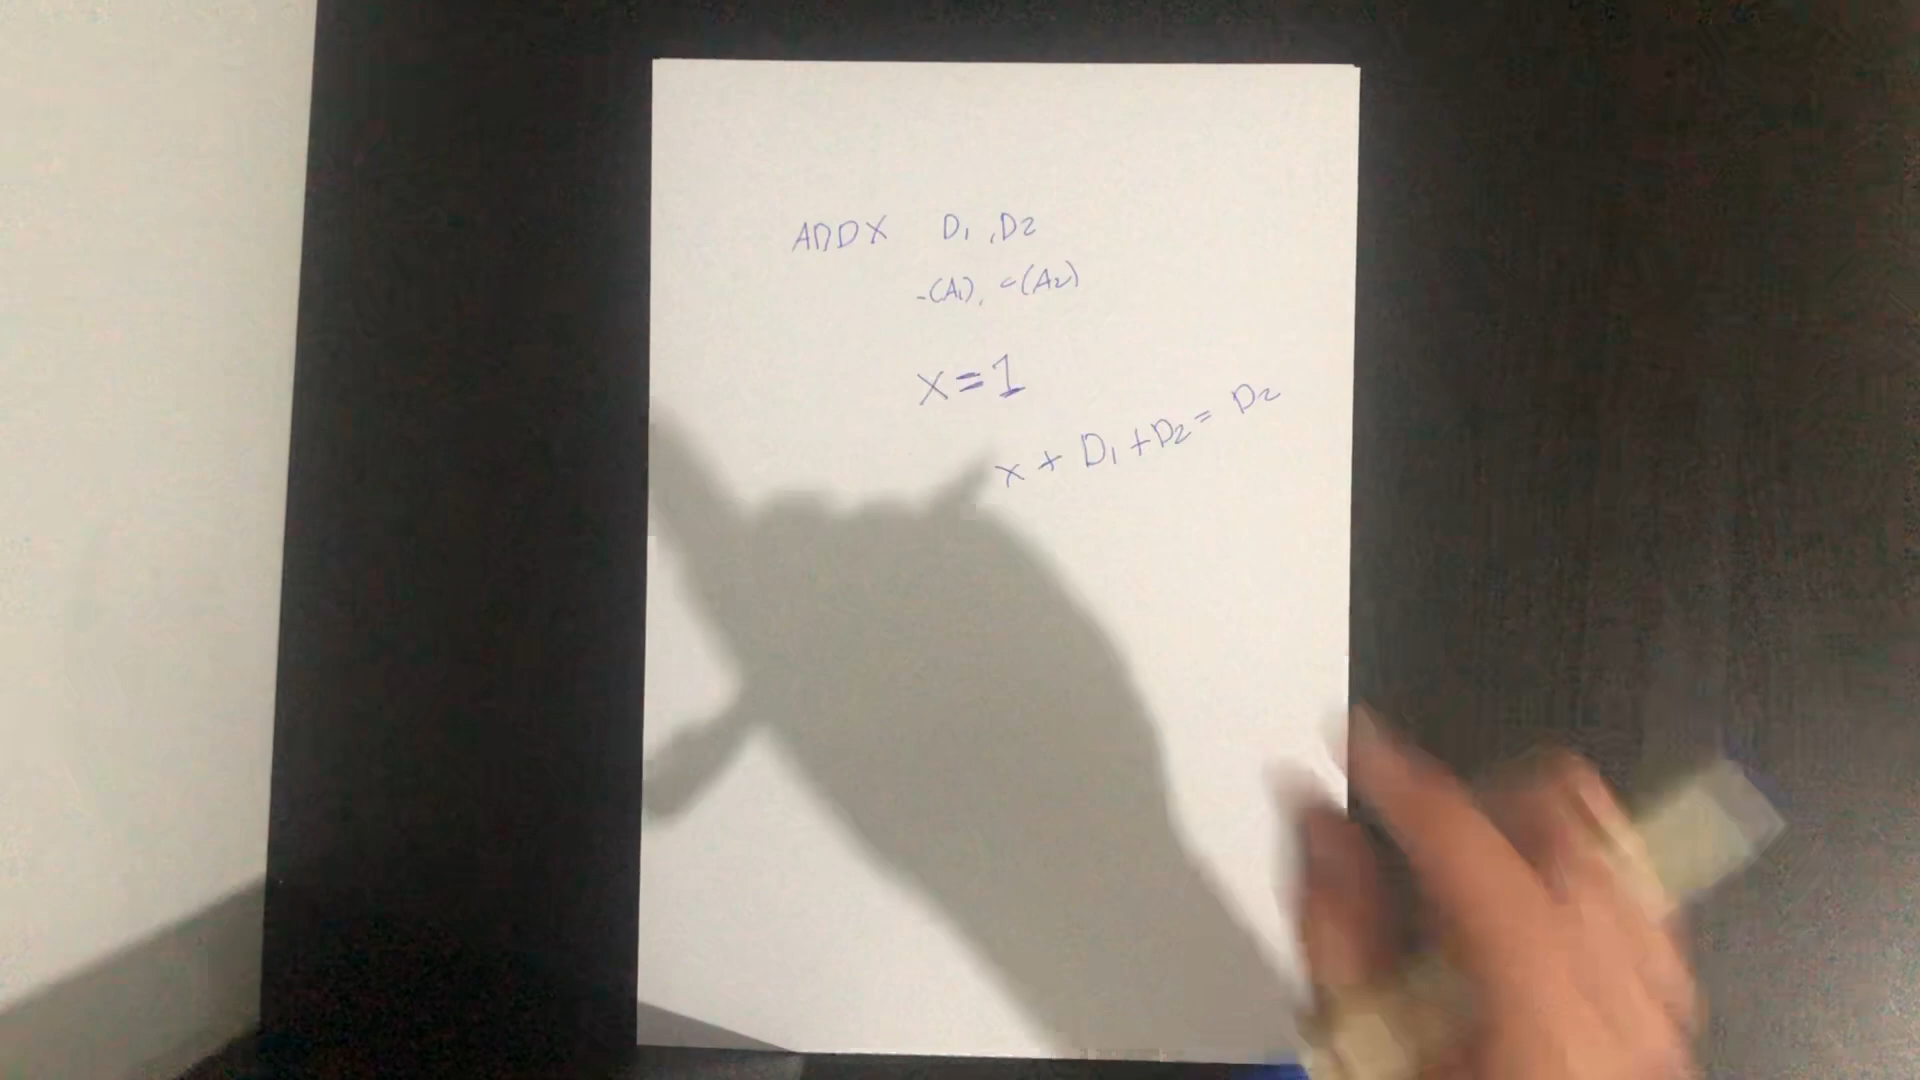 ADDX D1, D2
-(A1), -(A2)
X=1
X + D1 + D2 = D2